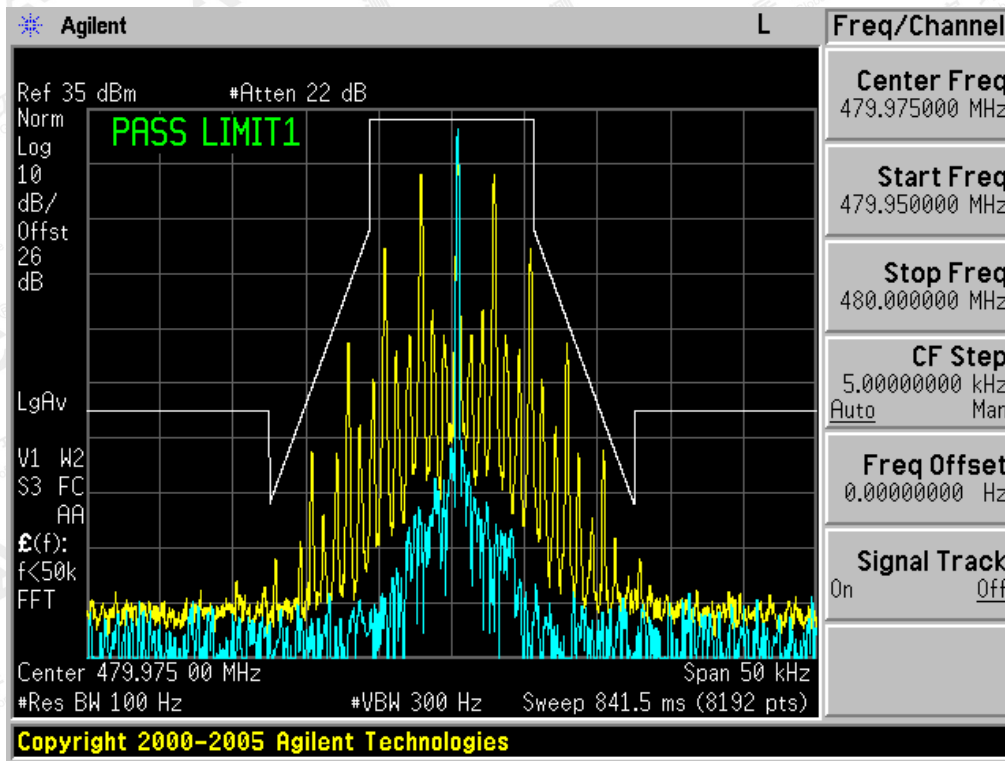 Agilent
L
Freq/Channel
Ref 35 dBm #Atten 22 dB
Norm
Log
10
dB/
Offst
26
dB
PASS LIMIT1
LgAv
V1 W2
S3 FC
AA
£(f):
f<50k
FFT
Center 479.975 00 MHz Span 50 kHz
#Res BW 100 Hz #VBW 300 Hz Sweep 841.5 ms (8192 pts)
Copyright 2000-2005 Agilent Technologies
Center Freq
479.975000 MHz
Start Freq
479.950000 MHz
Stop Freq
480.000000 MHz
CF Step
5.00000000 kHz
Auto Man
Freq Offset
0.00000000 Hz
Signal Track
On Off